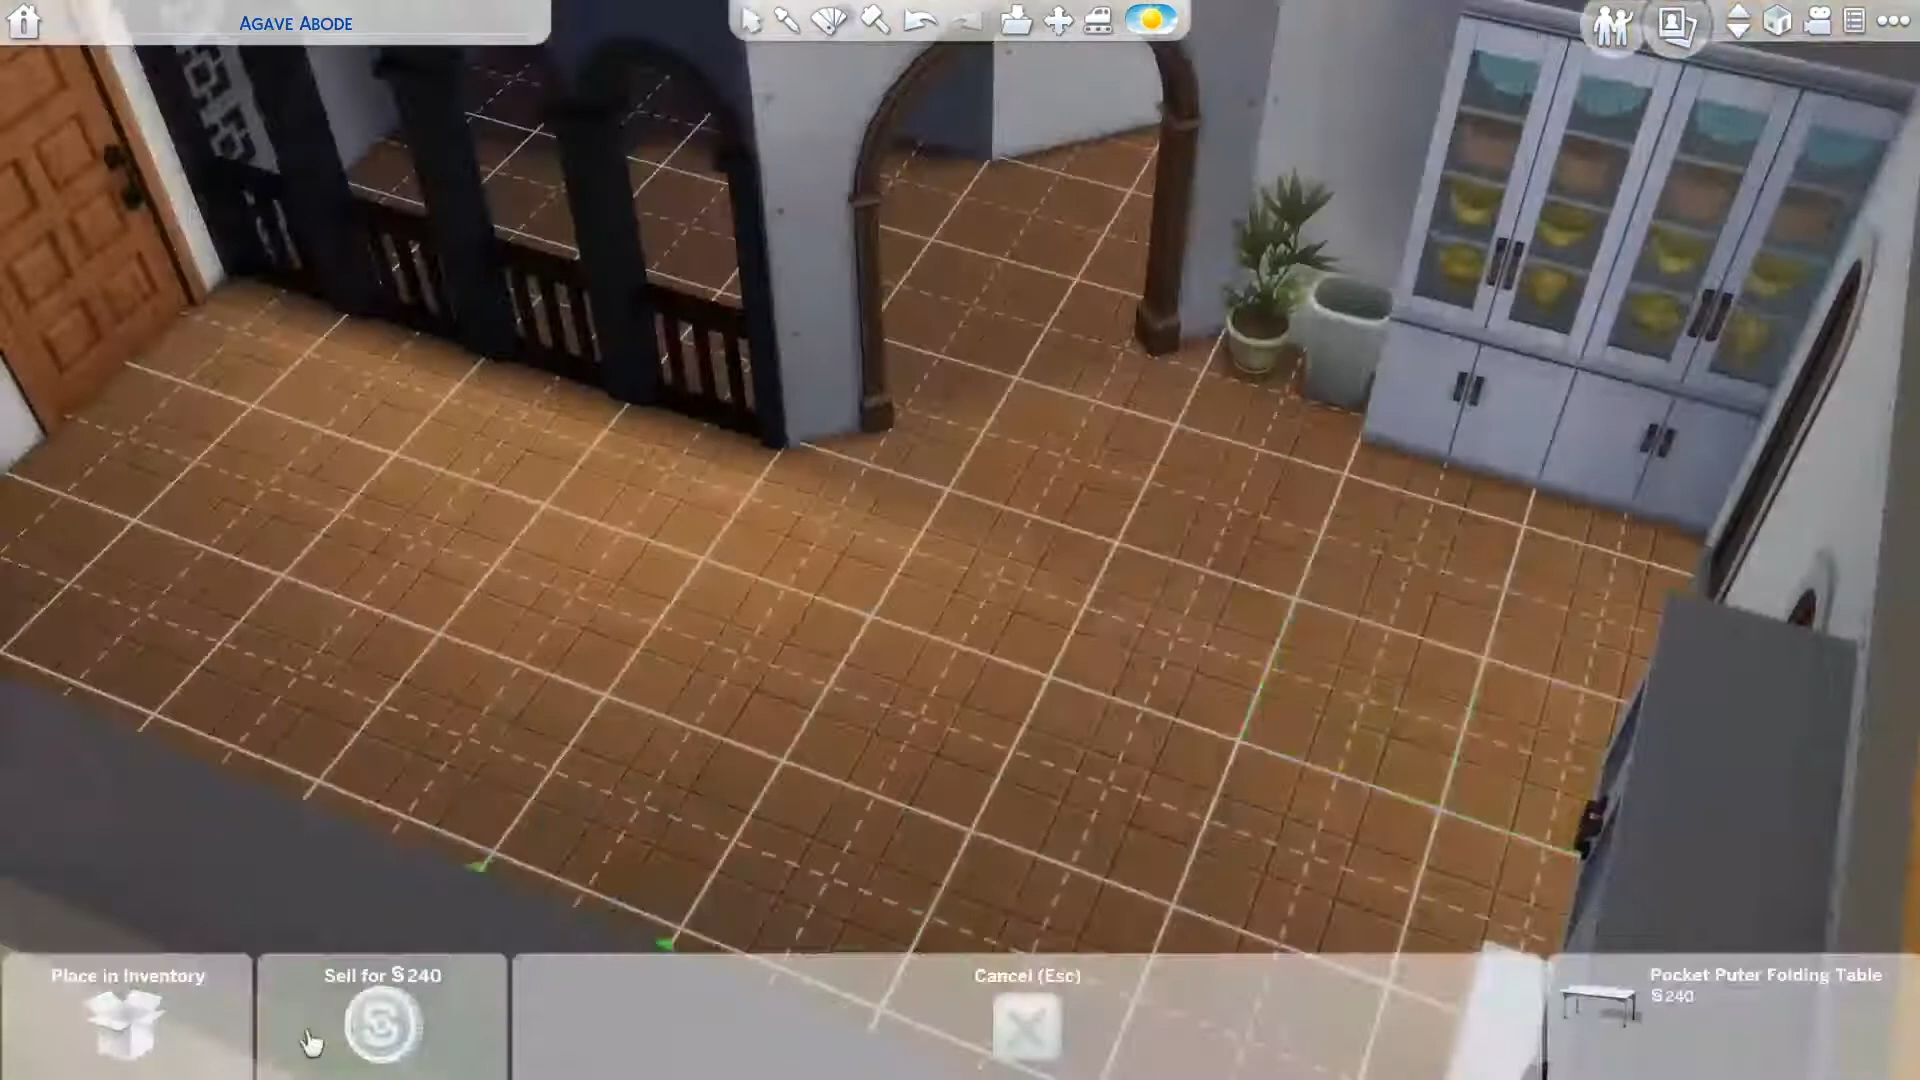 AGAVE ABODE
Place in Inventory
Sell for §240
Cancel (Esc)
Pocket Puter Folding Table
§240